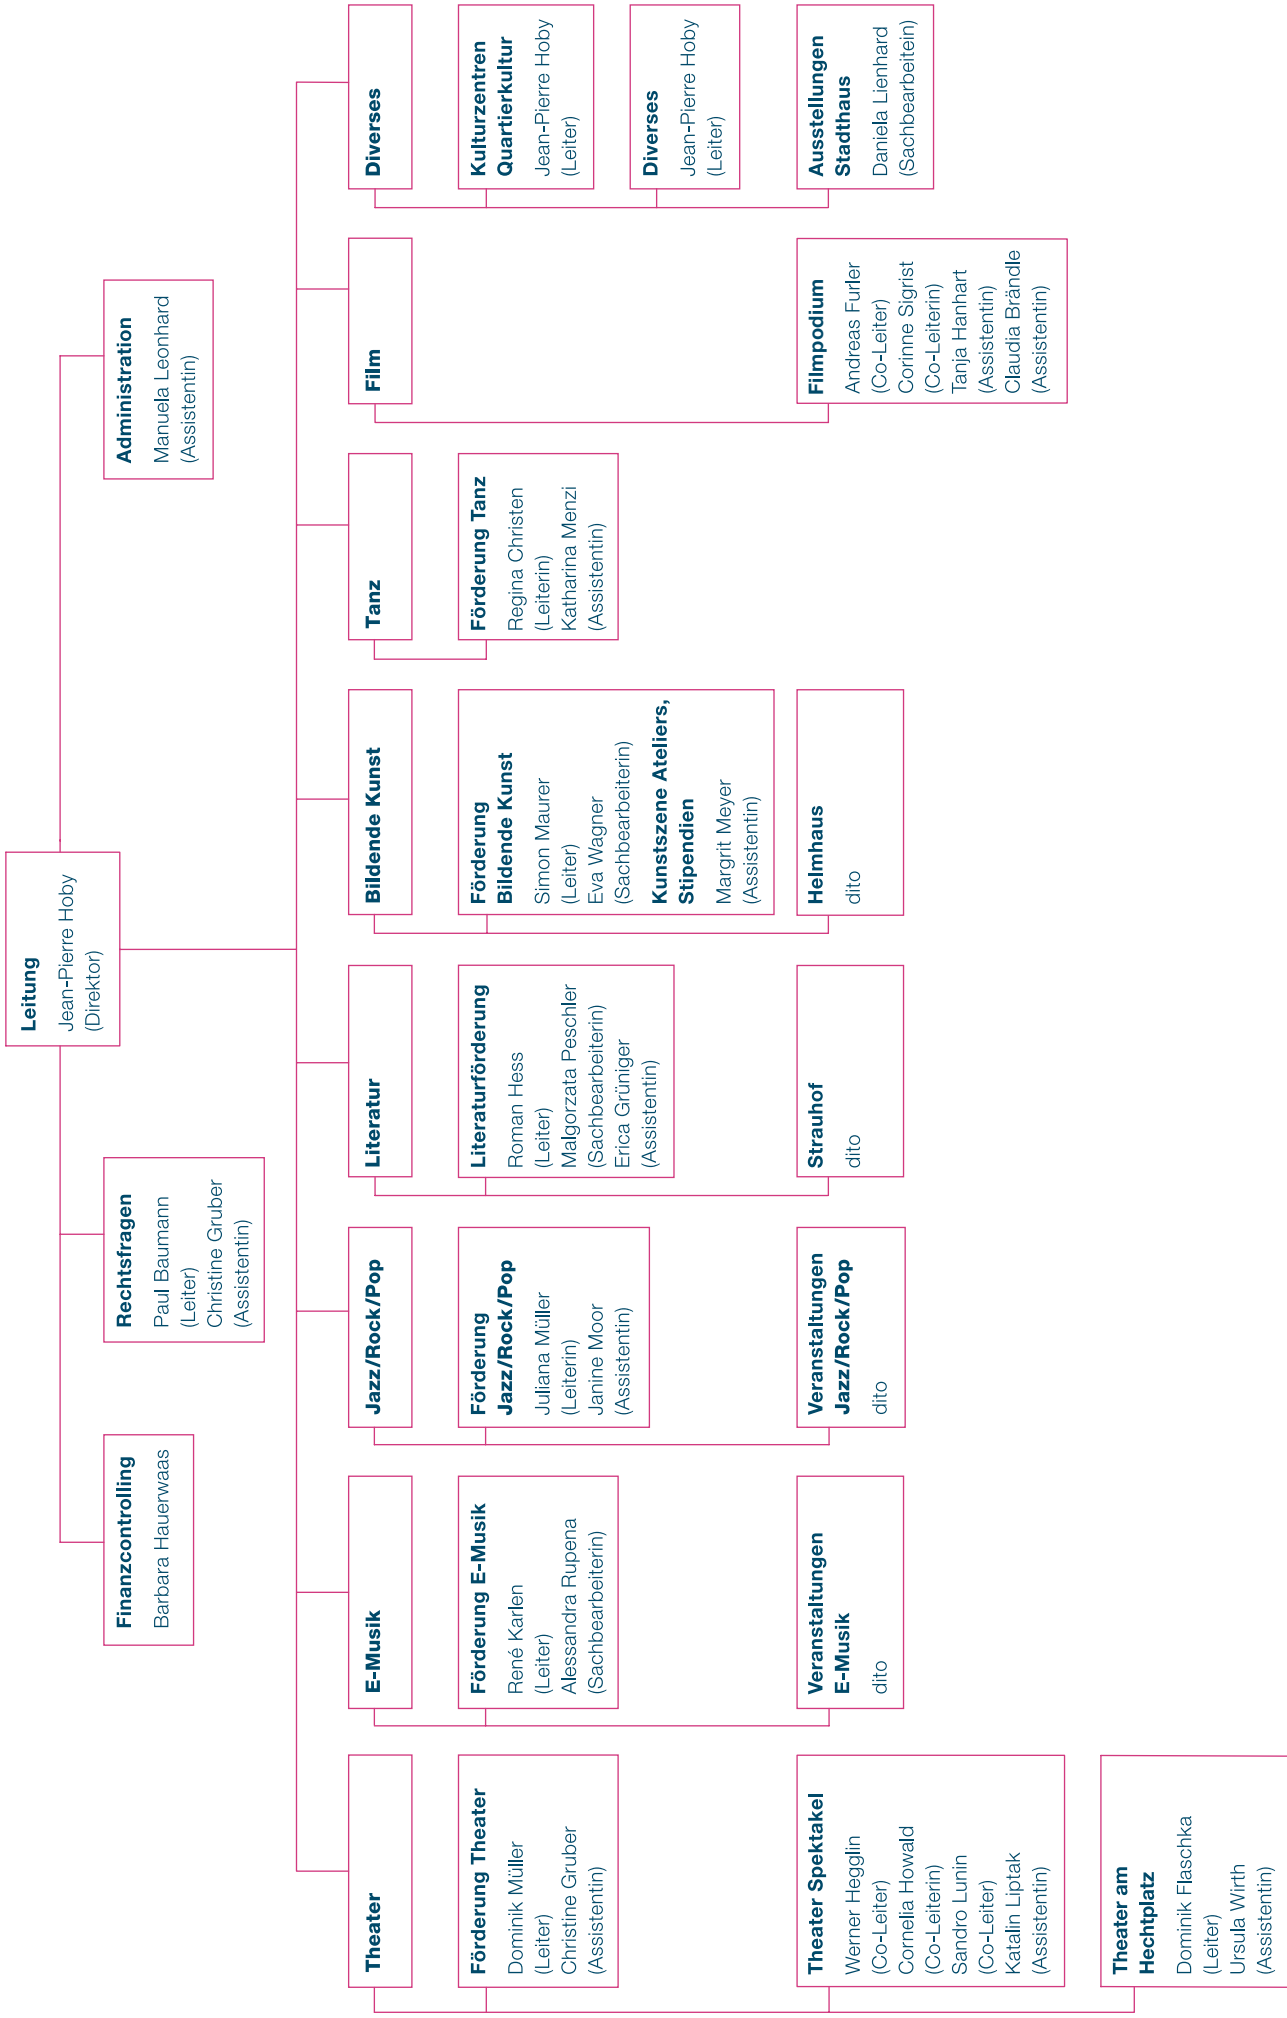 Leitung
Jean-Pierre Hoby
(Direktor)
Finanzcontrolling
Barbara Hauerwaas
Rechtsfragen
Paul Baumann
(Leiter)
Christine Gruber
(Assistentin)
Administration
Manuela Leonhard
(Assistentin)
Theater
Förderung Theater
Dominik Müller
(Leiter)
Christine Gruber
(Assistentin)
Theater Spektakel
Werner Hegglin
(Co-Leiter)
Cornelia Howald
(Co-Leiterin)
Sandro Lunin
(Co-Leiter)
Katalin Liptak
(Assistentin)
Theater am
Hechtplatz
Dominik Flaschka
(Leiter)
Ursula Wirth
(Assistentin)
E-Musik
Förderung E-Musik
René Karlen
(Leiter)
Alessandra Rupena
(Sachbearbeiterin)
Veranstaltungen
E-Musik
dito
Jazz/Rock/Pop
Förderung
Jazz/Rock/Pop
Juliana Müller
(Leiterin)
Janine Moor
(Assistentin)
Veranstaltungen
Jazz/Rock/Pop
dito
Literatur
Literaturförderung
Roman Hess
(Leiter)
Malgorzata Peschler
(Sachbearbeiterin)
Erica Grüniger
(Assistentin)
Strauhof
dito
Bildende Kunst
Förderung
Bildende Kunst
Simon Maurer
(Leiter)
Eva Wagner
(Sachbearbeiterin)
Kunstszene Ateliers,
Stipendien
Margrit Meyer
(Assistentin)
Helmhaus
dito
Tanz
Förderung Tanz
Regina Christen
(Leiterin)
Katharina Menzi
(Assistentin)
Film
Filmpodium
Andreas Furler
(Co-Leiter)
Corinne Sigrist
(Co-Leiterin)
Tanja Hanhart
(Assistentin)
Claudia Brändle
(Assistentin)
Diverses
Kulturzentren
Quartierkultur
Jean-Pierre Hoby
(Leiter)
Diverses
Jean-Pierre Hoby
(Leiter)
Ausstellungen
Stadthaus
Daniela Lienhard
(Sachbearbeitein)